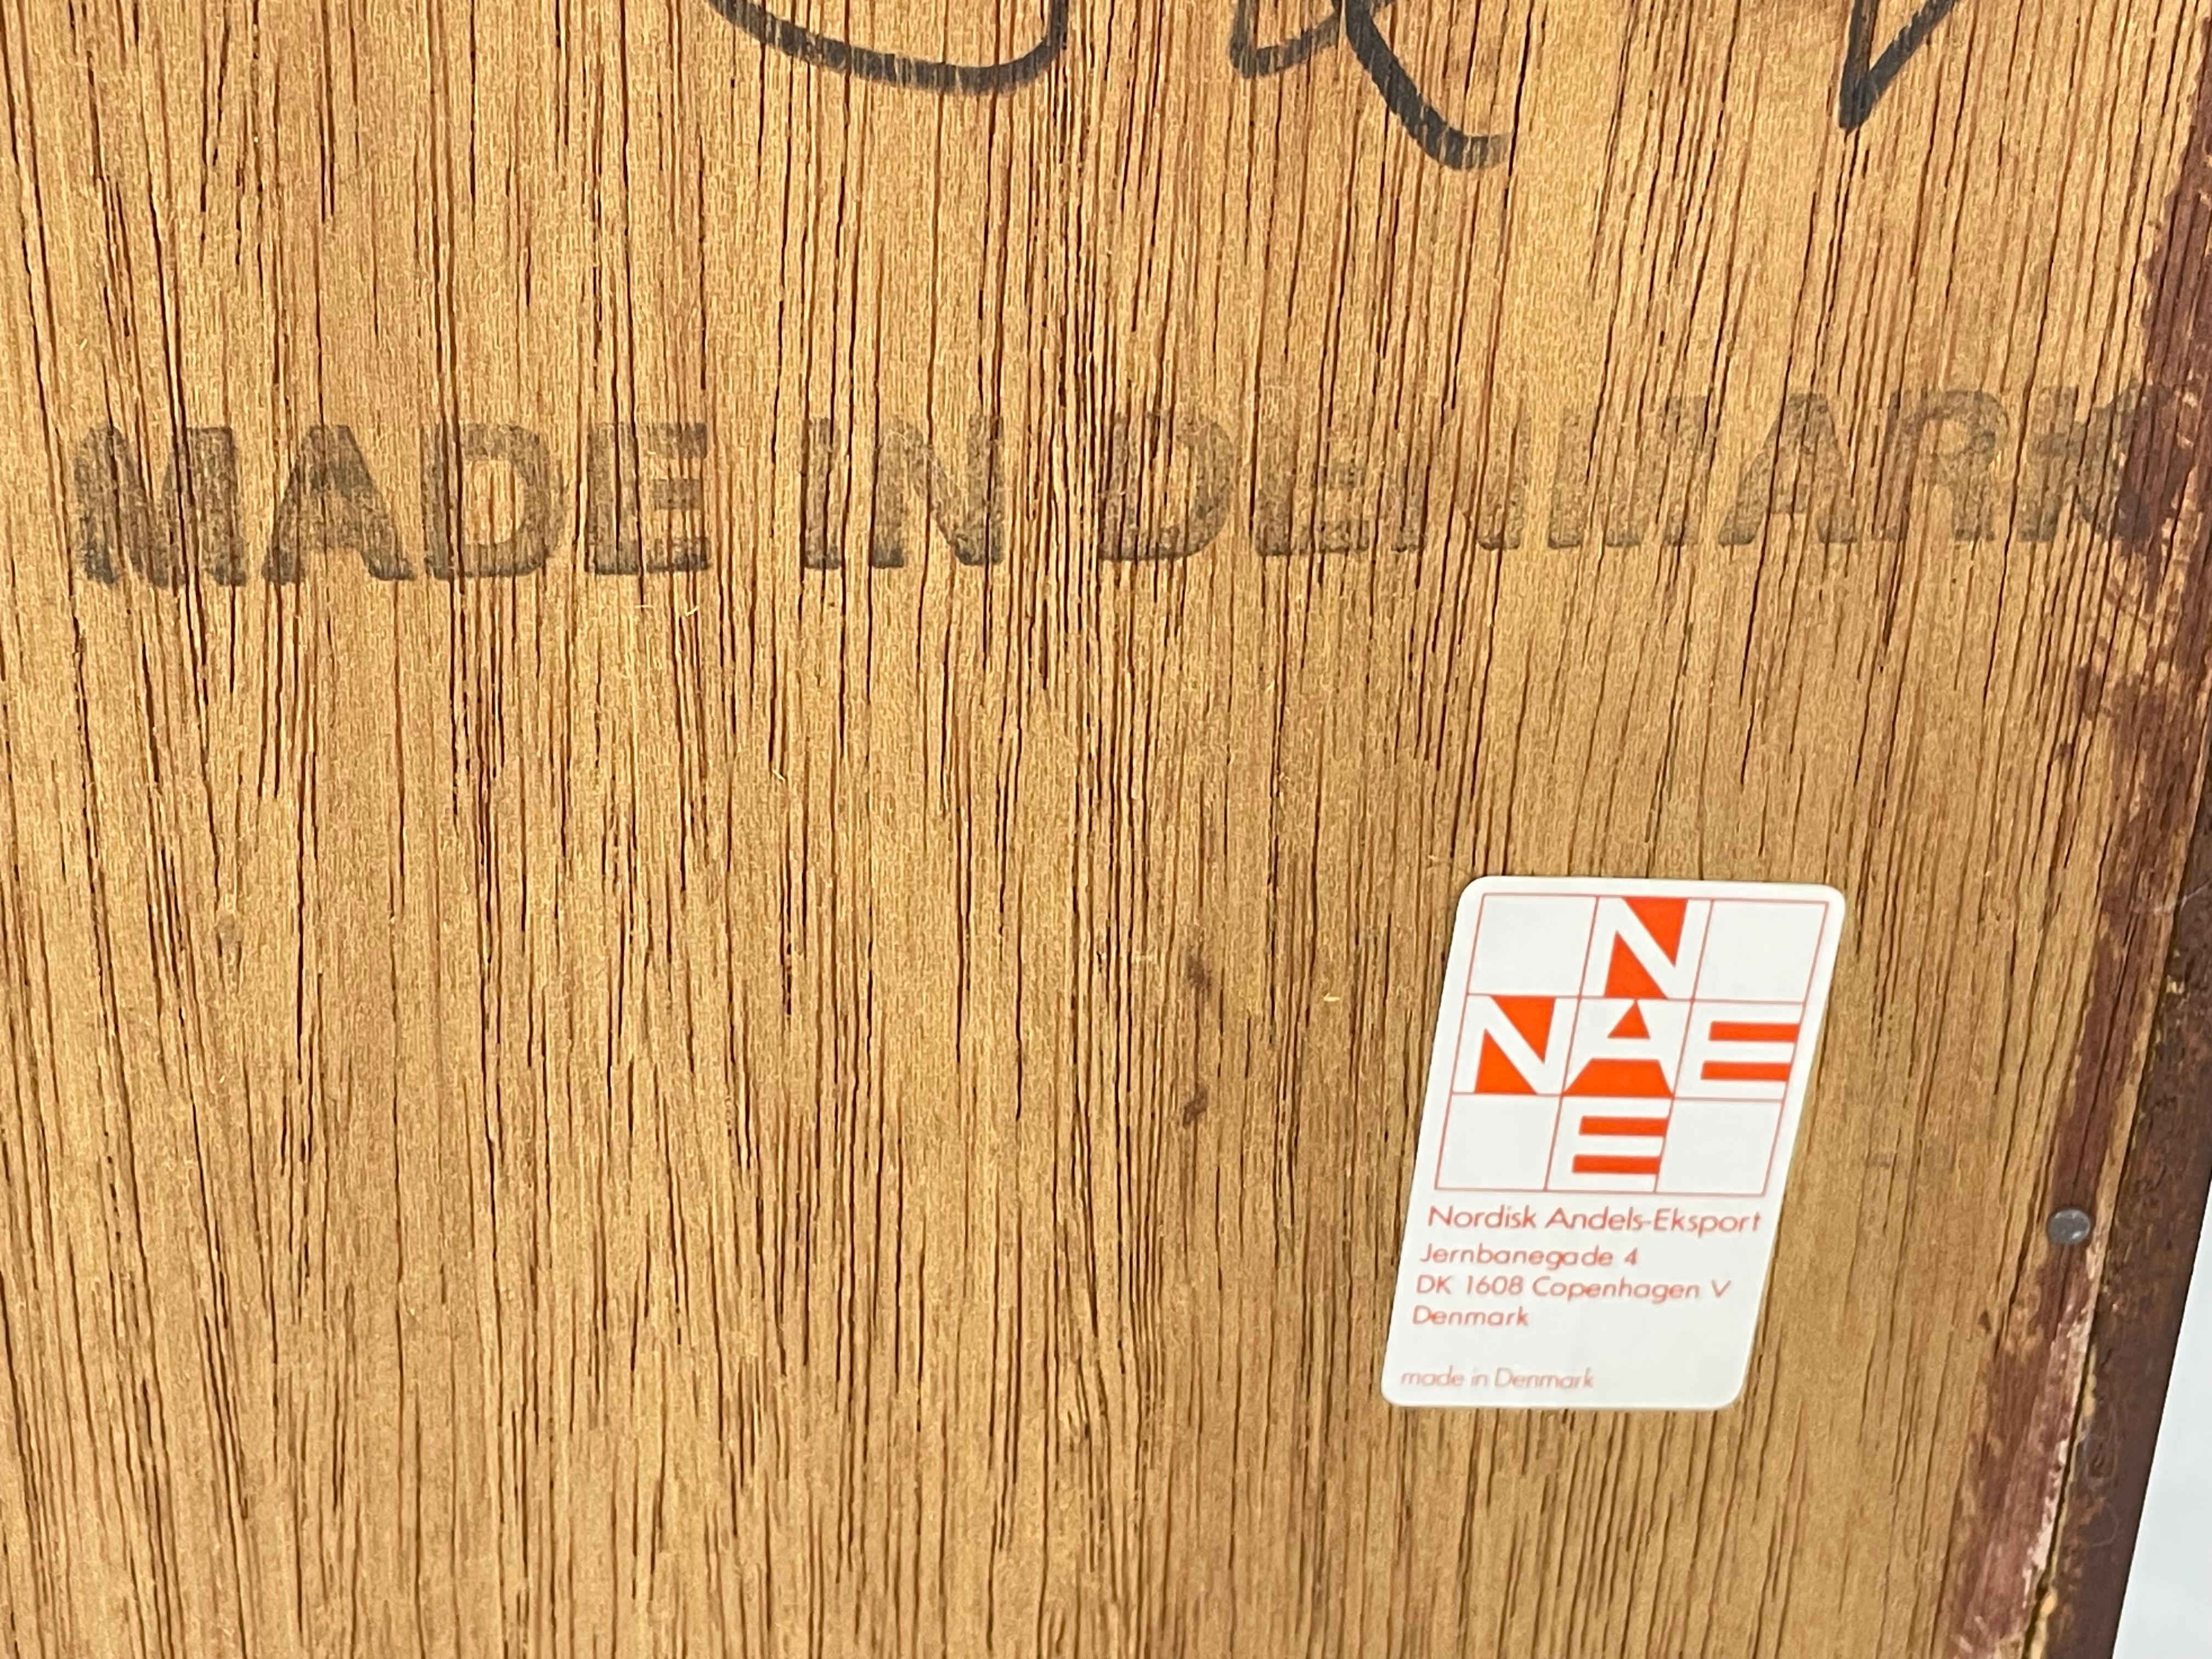 MADE IN DENMARK
N
NAE
E
Nordisk Andels-Eksport
Jernbanegade 4
DK 1608 Copenhagen V
Denmark
made in Denmark